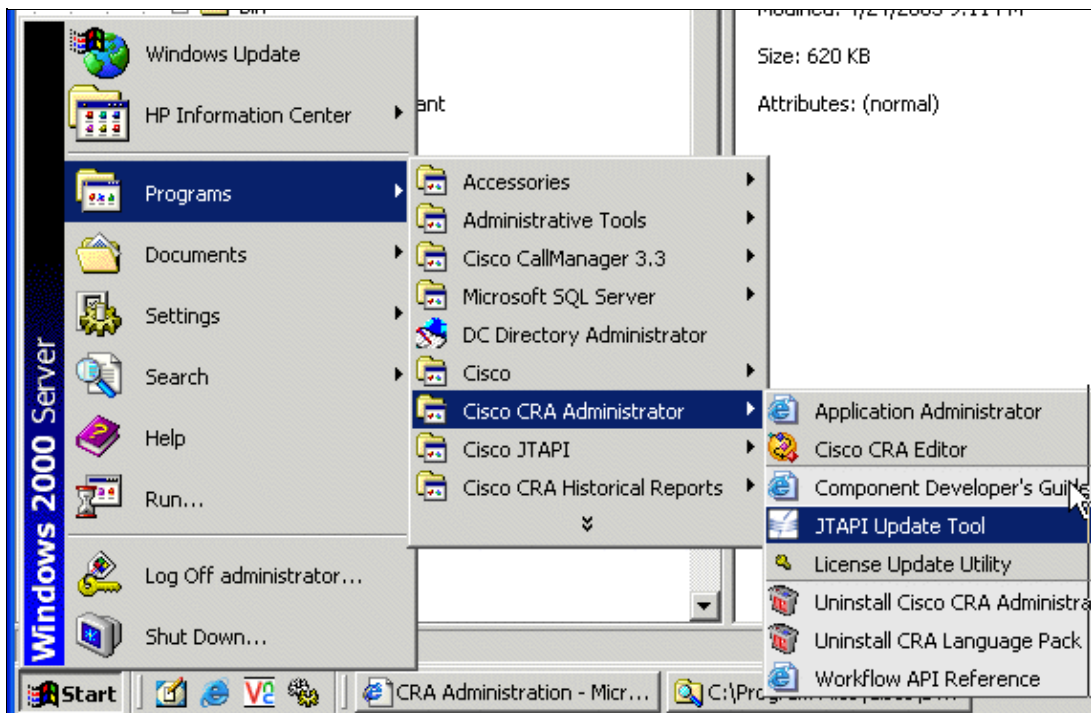 Bin
Modified: 4/21/2003 9:11 PM
Size: 620 KB
Attributes: (normal)
ant
Windows 2000 Server
Windows Update
HP Information Center
Programs
Documents
Settings
Search
Help
Run...
Log Off administrator...
Shut Down...
Accessories
Administrative Tools
Cisco CallManager 3.3
Microsoft SQL Server
DC Directory Administrator
Cisco
Cisco CRA Administrator
Cisco JTAPI
Cisco CRA Historical Reports
Application Administrator
Cisco CRA Editor
Component Developer's Guide
JTAPI Update Tool
License Update Utility
Uninstall Cisco CRA Administra
Uninstall CRA Language Pack
Workflow API Reference
Start
CRA Administration - Micr...
C:\Program Files\Cisco\